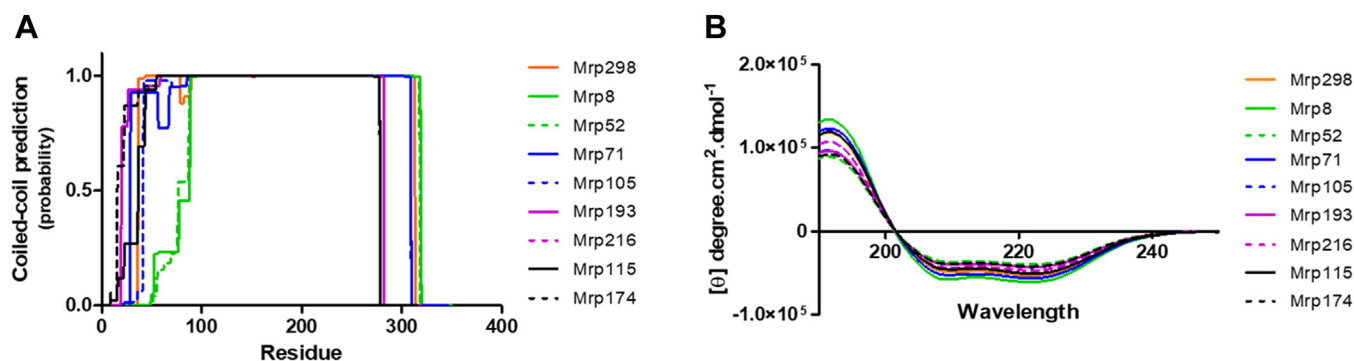 A
Coiled-coil prediction
(probability)
1.0
0.5
0.0
0
100
200
300
400
Residue
Mrp298
Mrp8
Mrp52
Mrp71
Mrp105
Mrp193
Mrp216
Mrp115
Mrp174
B
[θ] degree.cm².dmol⁻¹
2.0×10⁵
1.0×10⁵
0
-1.0×10⁵
200
220
240
Wavelength
Mrp298
Mrp8
Mrp52
Mrp71
Mrp105
Mrp193
Mrp216
Mrp115
Mrp174